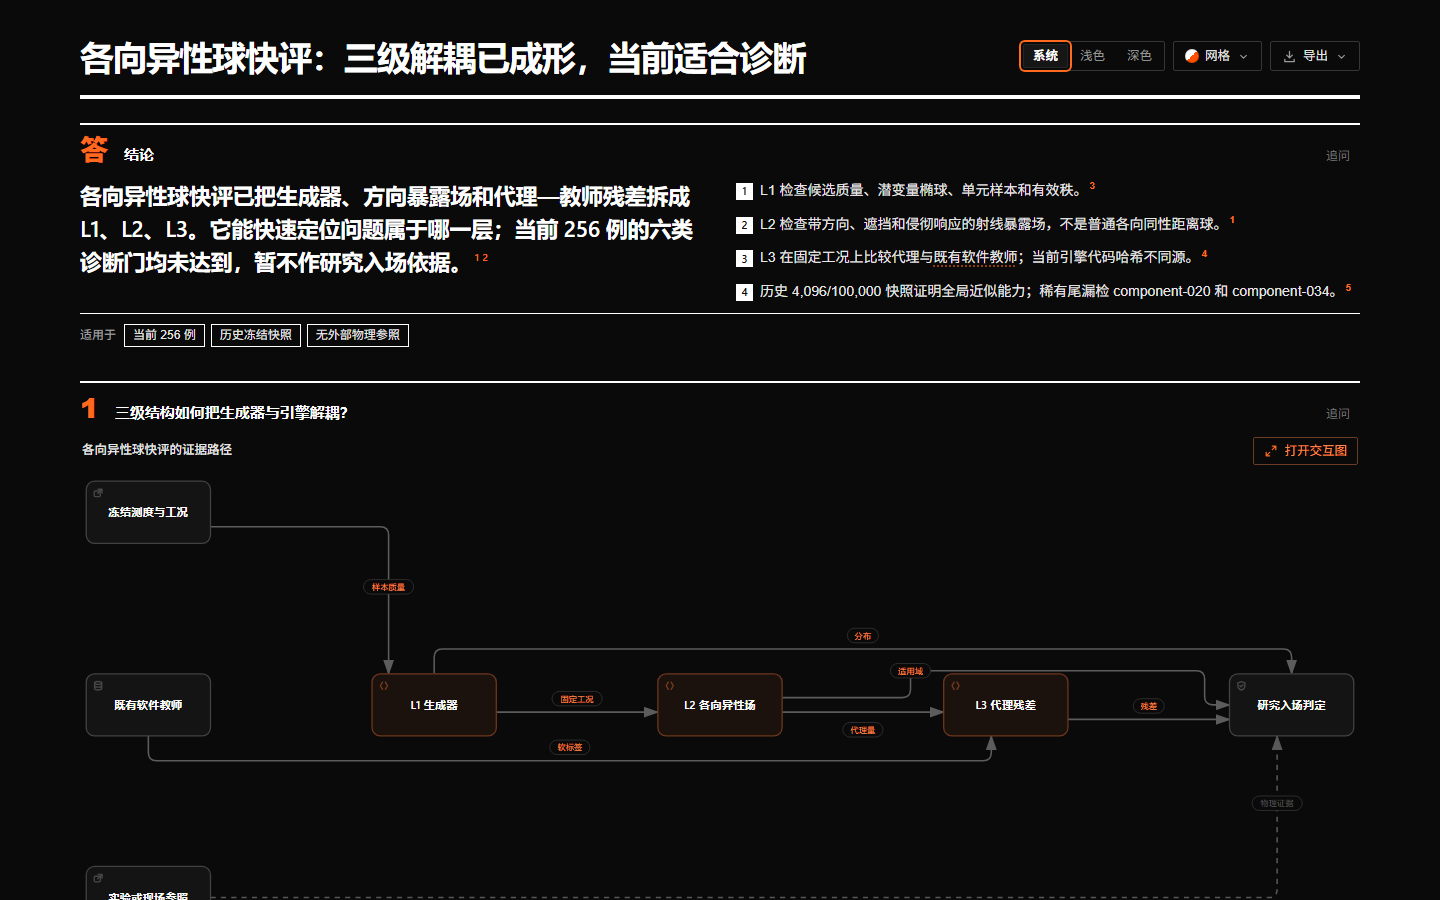 各向异性球快评：三级解耦已成形，当前适合诊断
系统 浅色 深色 网格 导出
答 结论 追问
各向异性球快评已把生成器、方向暴露场和代理—教师残差拆成
L1、L2、L3。它能快速定位问题属于哪一层；当前 256 例的六类
诊断门均未达到，暂不作研究入场依据。 1 2
1 L1 检查候选质量、潜变量椭球、单元样本和有效秩。 3
2 L2 检查带方向、遮挡和侵彻响应的射线暴露场，不是普通各向同性距离球。 1
3 L3 在固定工况上比较代理与既有软件教师；当前引擎代码哈希不同源。 4
4 历史 4,096/100,000 快照证明全局近似能力；稀有尾漏检 component-020 和 component-034。 5
适用于 当前 256 例 历史冻结快照 无外部物理参照
1 三级结构如何把生成器与引擎解耦？ 追问
各向异性球快评的证据路径
打开交互图
冻结测度与工况
样本质量
分布
适用域
既有软件教师
L1 生成器
固定工况
L2 各向异性场
L3 代理残差
残差
研究入场判定
代理量
软标签
物理证据
实验或现场参照